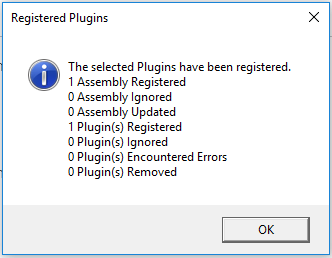 Registered Plugins
The selected Plugins have been registered.
1 Assembly Registered
0 Assembly Ignored
0 Assembly Updated
1 Plugin(s) Registered
0 Plugin(s) Ignored
0 Plugin(s) Encountered Errors
0 Plugin(s) Removed
OK